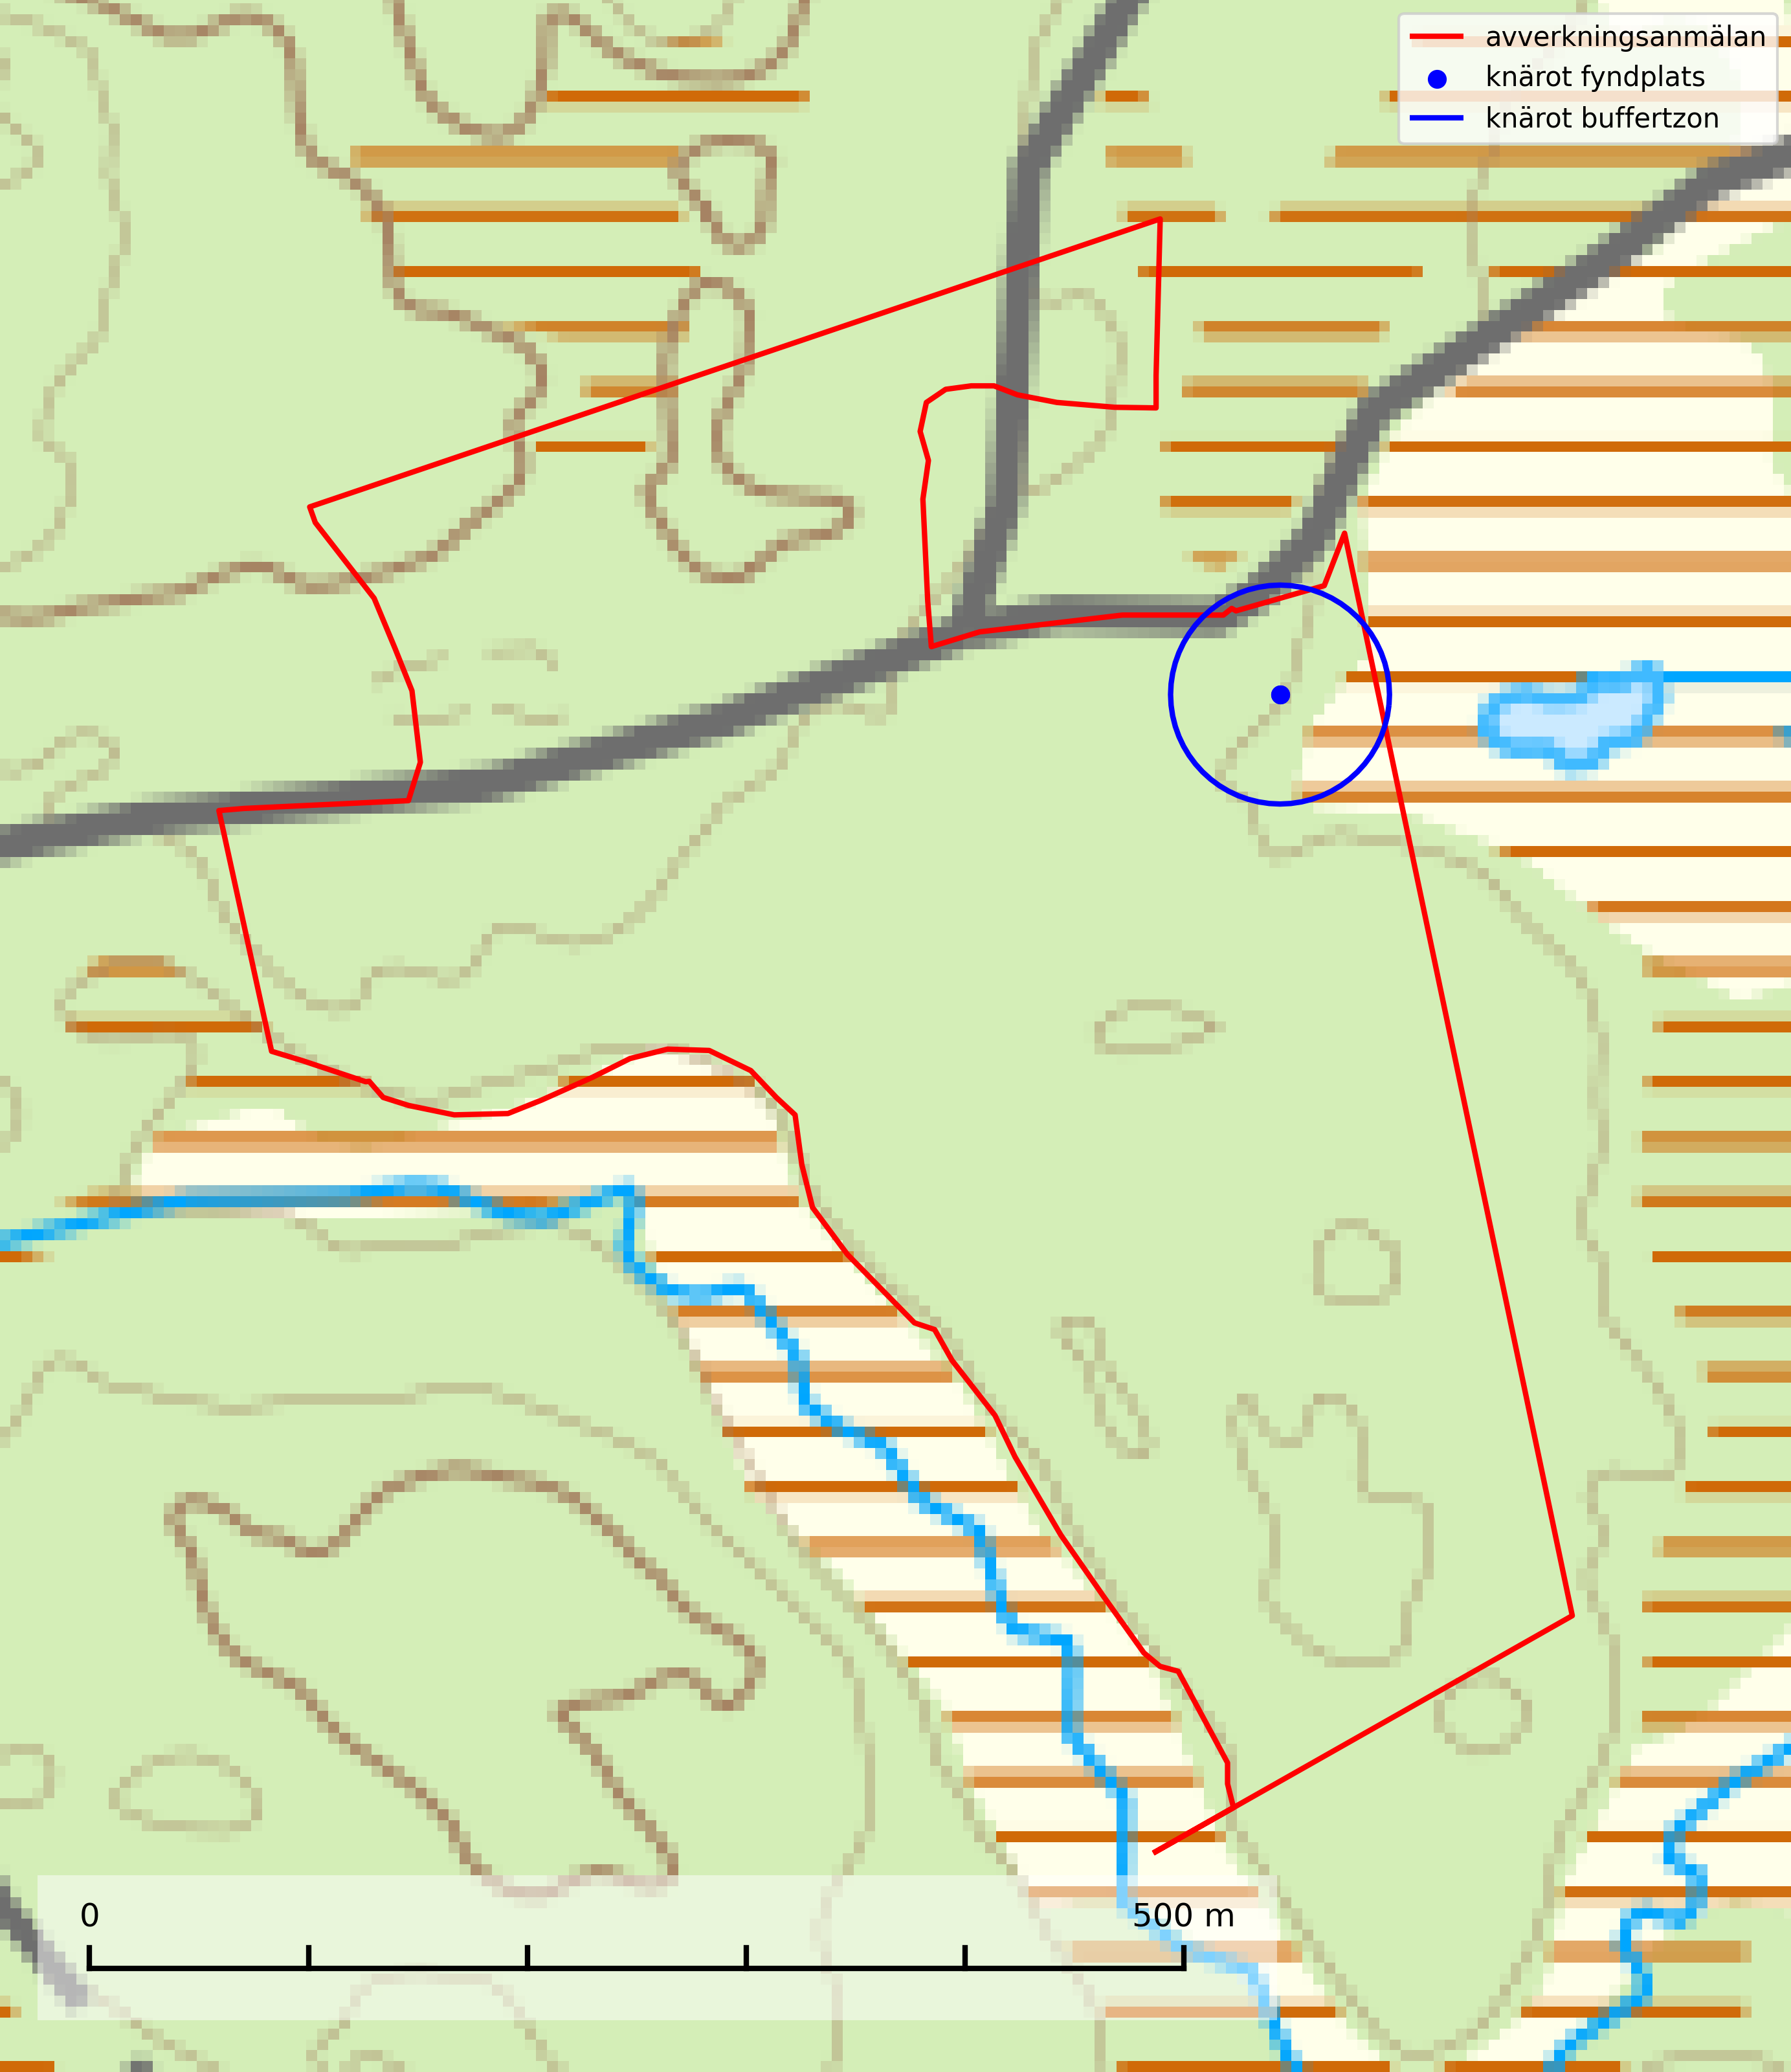 avverkningsanmälan
knärot fyndplats
knärot buffertzon
0 500 m